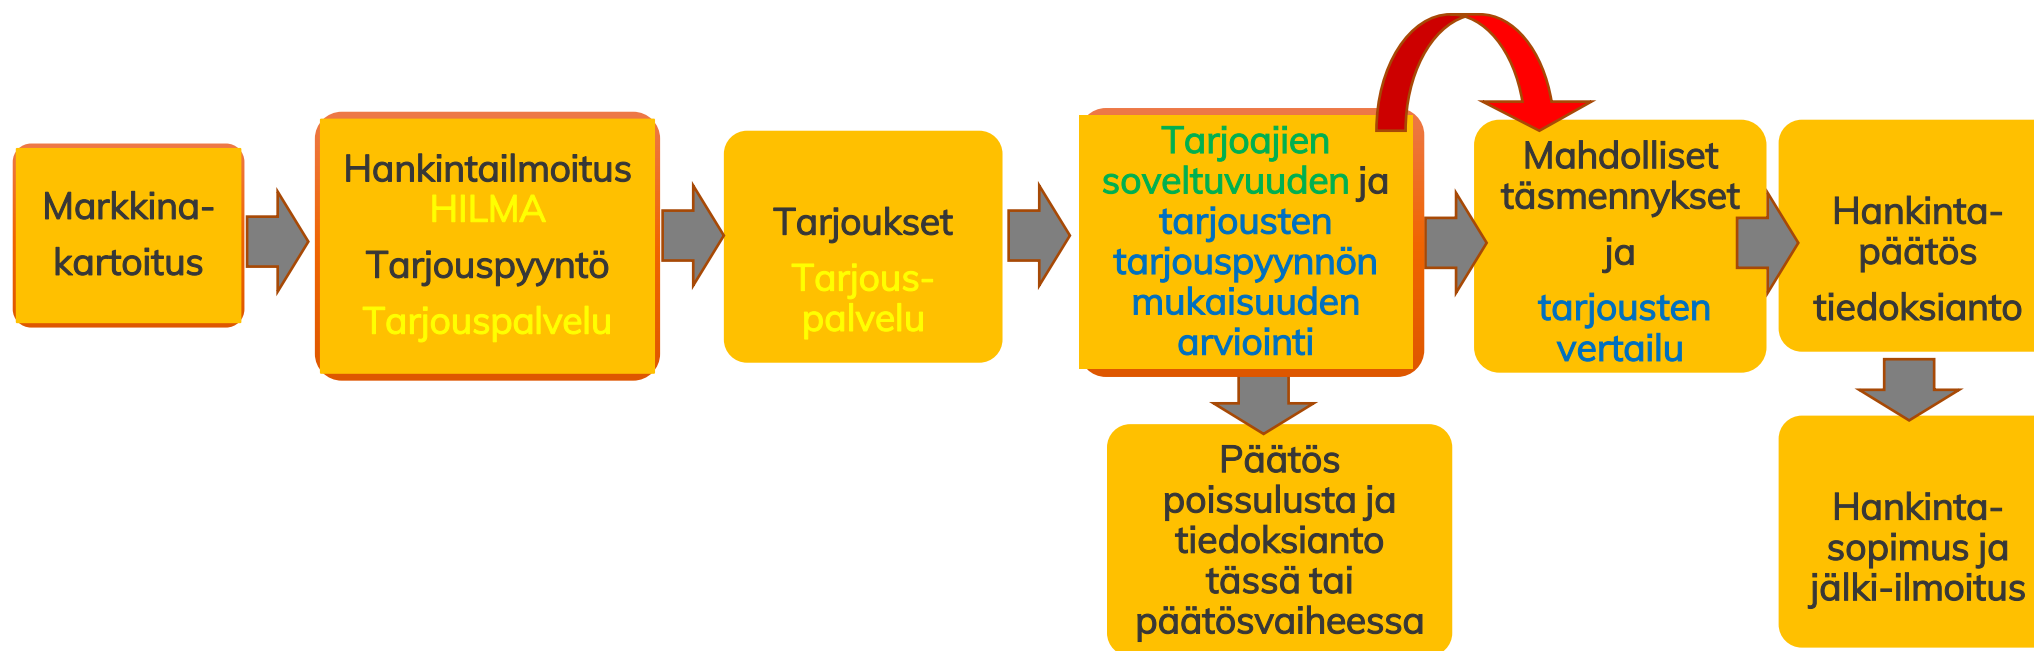 Markkina-
kartoitus
Hankintailmoitus
HILMA
Tarjouspyyntö
Tarjouspalvelu
Tarjoukset
Tarjous-
palvelu
Tarjoajien
soveltuvuuden ja
tarjousten
tarjouspyynnön
mukaisuuden
arviointi
Päätös
poissulusta ja
tiedoksianto
tässä tai
päätösvaiheessa
Mahdolliset
täsmennykset
ja
tarjousten
vertailu
Hankinta-
päätös
tiedoksianto
Hankinta-
sopimus ja
jälki-ilmoitus